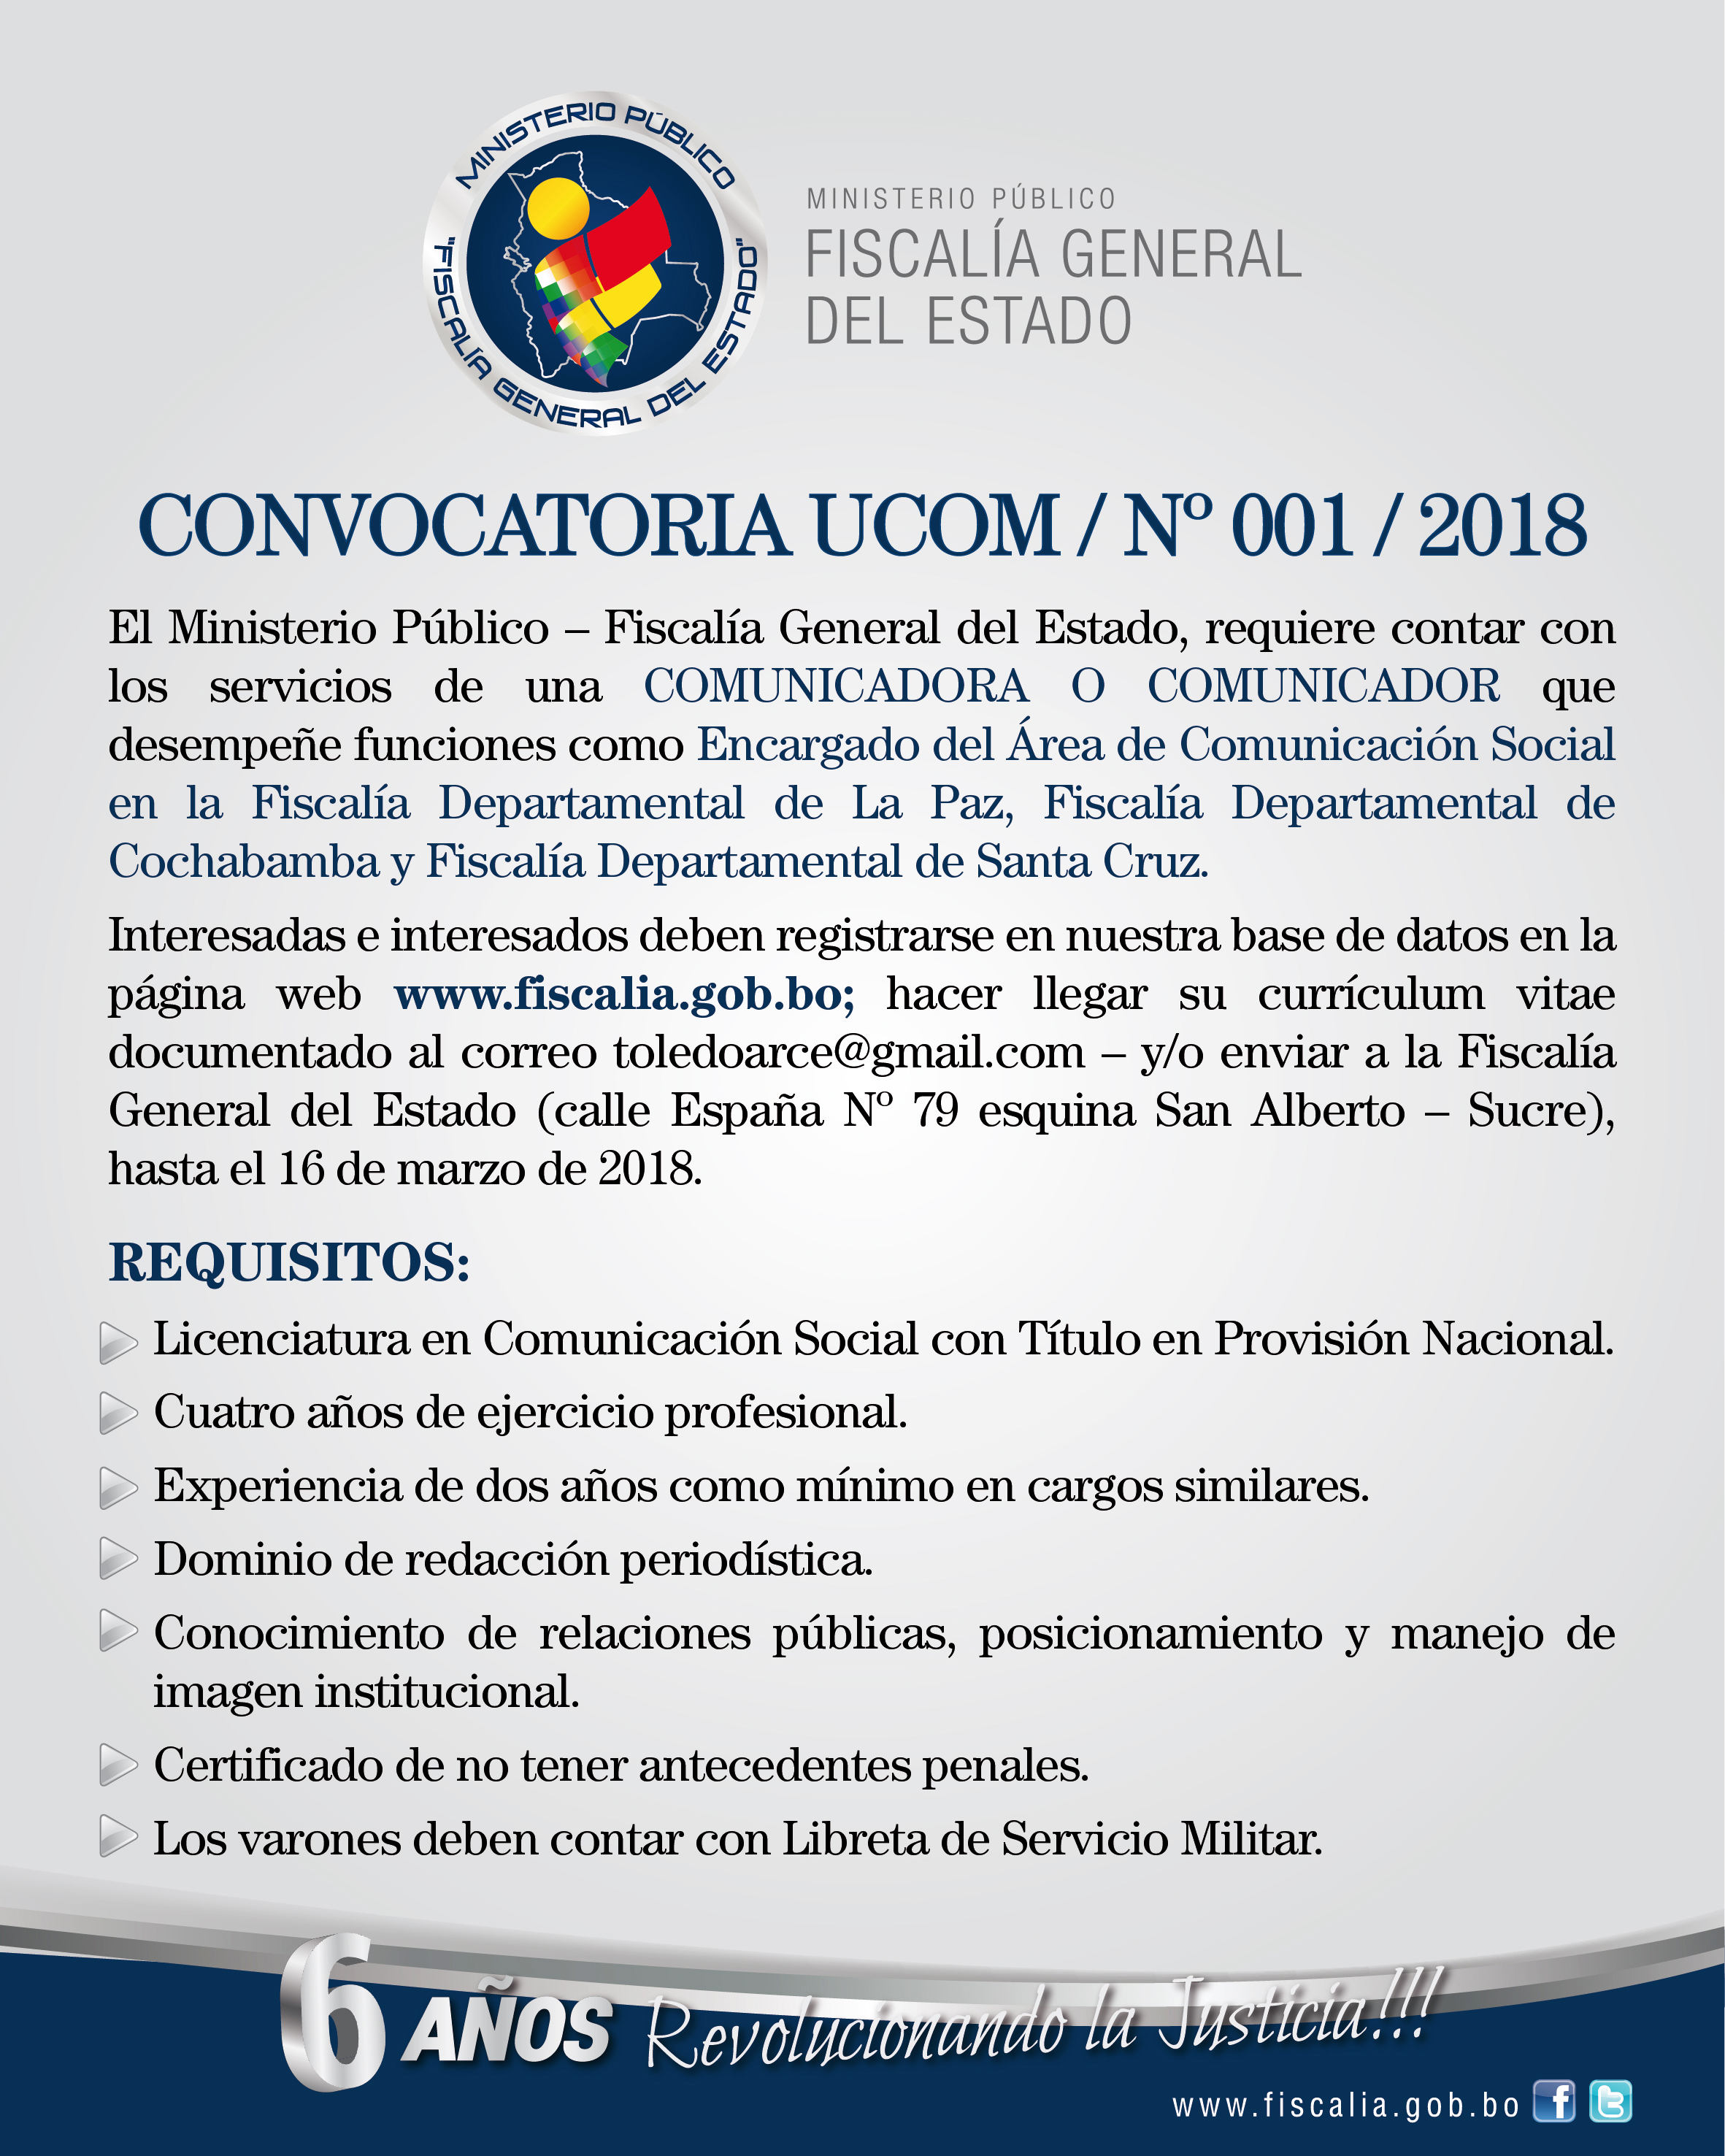 MINISTERIO PÚBLICO
"FISCALÍA GENERAL DEL ESTADO"
MINISTERIO PÚBLICO
FISCALÍA GENERAL
DEL ESTADO
CONVOCATORIA UCOM / Nº 001 / 2018
El Ministerio Público – Fiscalía General del Estado, requiere contar con
los servicios de una COMUNICADORA O COMUNICADOR que
desempeñe funciones como Encargado del Área de Comunicación Social
en la Fiscalía Departamental de La Paz, Fiscalía Departamental de
Cochabamba y Fiscalía Departamental de Santa Cruz.
Interesadas e interesados deben registrarse en nuestra base de datos en la
página web www.fiscalia.gob.bo; hacer llegar su currículum vitae
documentado al correo toledoarce@gmail.com – y/o enviar a la Fiscalía
General del Estado (calle España Nº 79 esquina San Alberto – Sucre),
hasta el 16 de marzo de 2018.
REQUISITOS:
Licenciatura en Comunicación Social con Título en Provisión Nacional.
Cuatro años de ejercicio profesional.
Experiencia de dos años como mínimo en cargos similares.
Dominio de redacción periodística.
Conocimiento de relaciones públicas, posicionamiento y manejo de
imagen institucional.
Certificado de no tener antecedentes penales.
Los varones deben contar con Libreta de Servicio Militar.
6 AÑOS Revolucionando la Justicia!!!
www.fiscalia.gob.bo